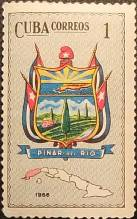 CUBA CORREOS 1
PINAR DEL RIO
1966